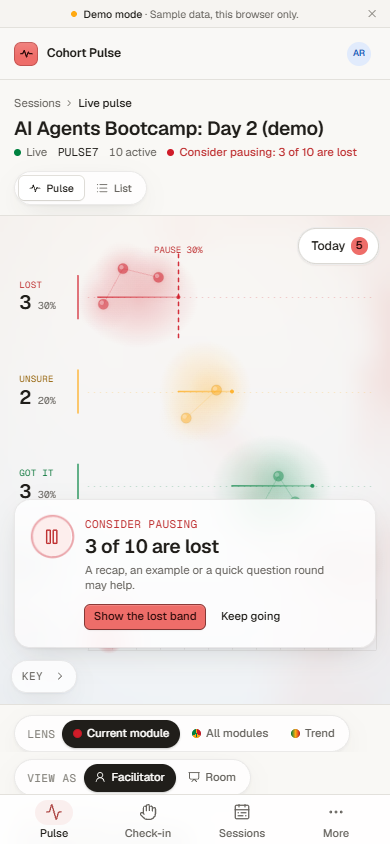 Demo mode · Sample data, this browser only.
Cohort Pulse
AR
Sessions > Live pulse
AI Agents Bootcamp: Day 2 (demo)
Live PULSE7 10 active Consider pausing: 3 of 10 are lost
Pulse List
Today 5
PAUSE 30%
LOST
3 30%
UNSURE
2 20%
GOT IT
3 30%
CONSIDER PAUSING
3 of 10 are lost
A recap, an example or a quick question round
may help.
Show the lost band Keep going
KEY
LENS Current module All modules Trend
VIEW AS Facilitator Room
Pulse Check-in Sessions More